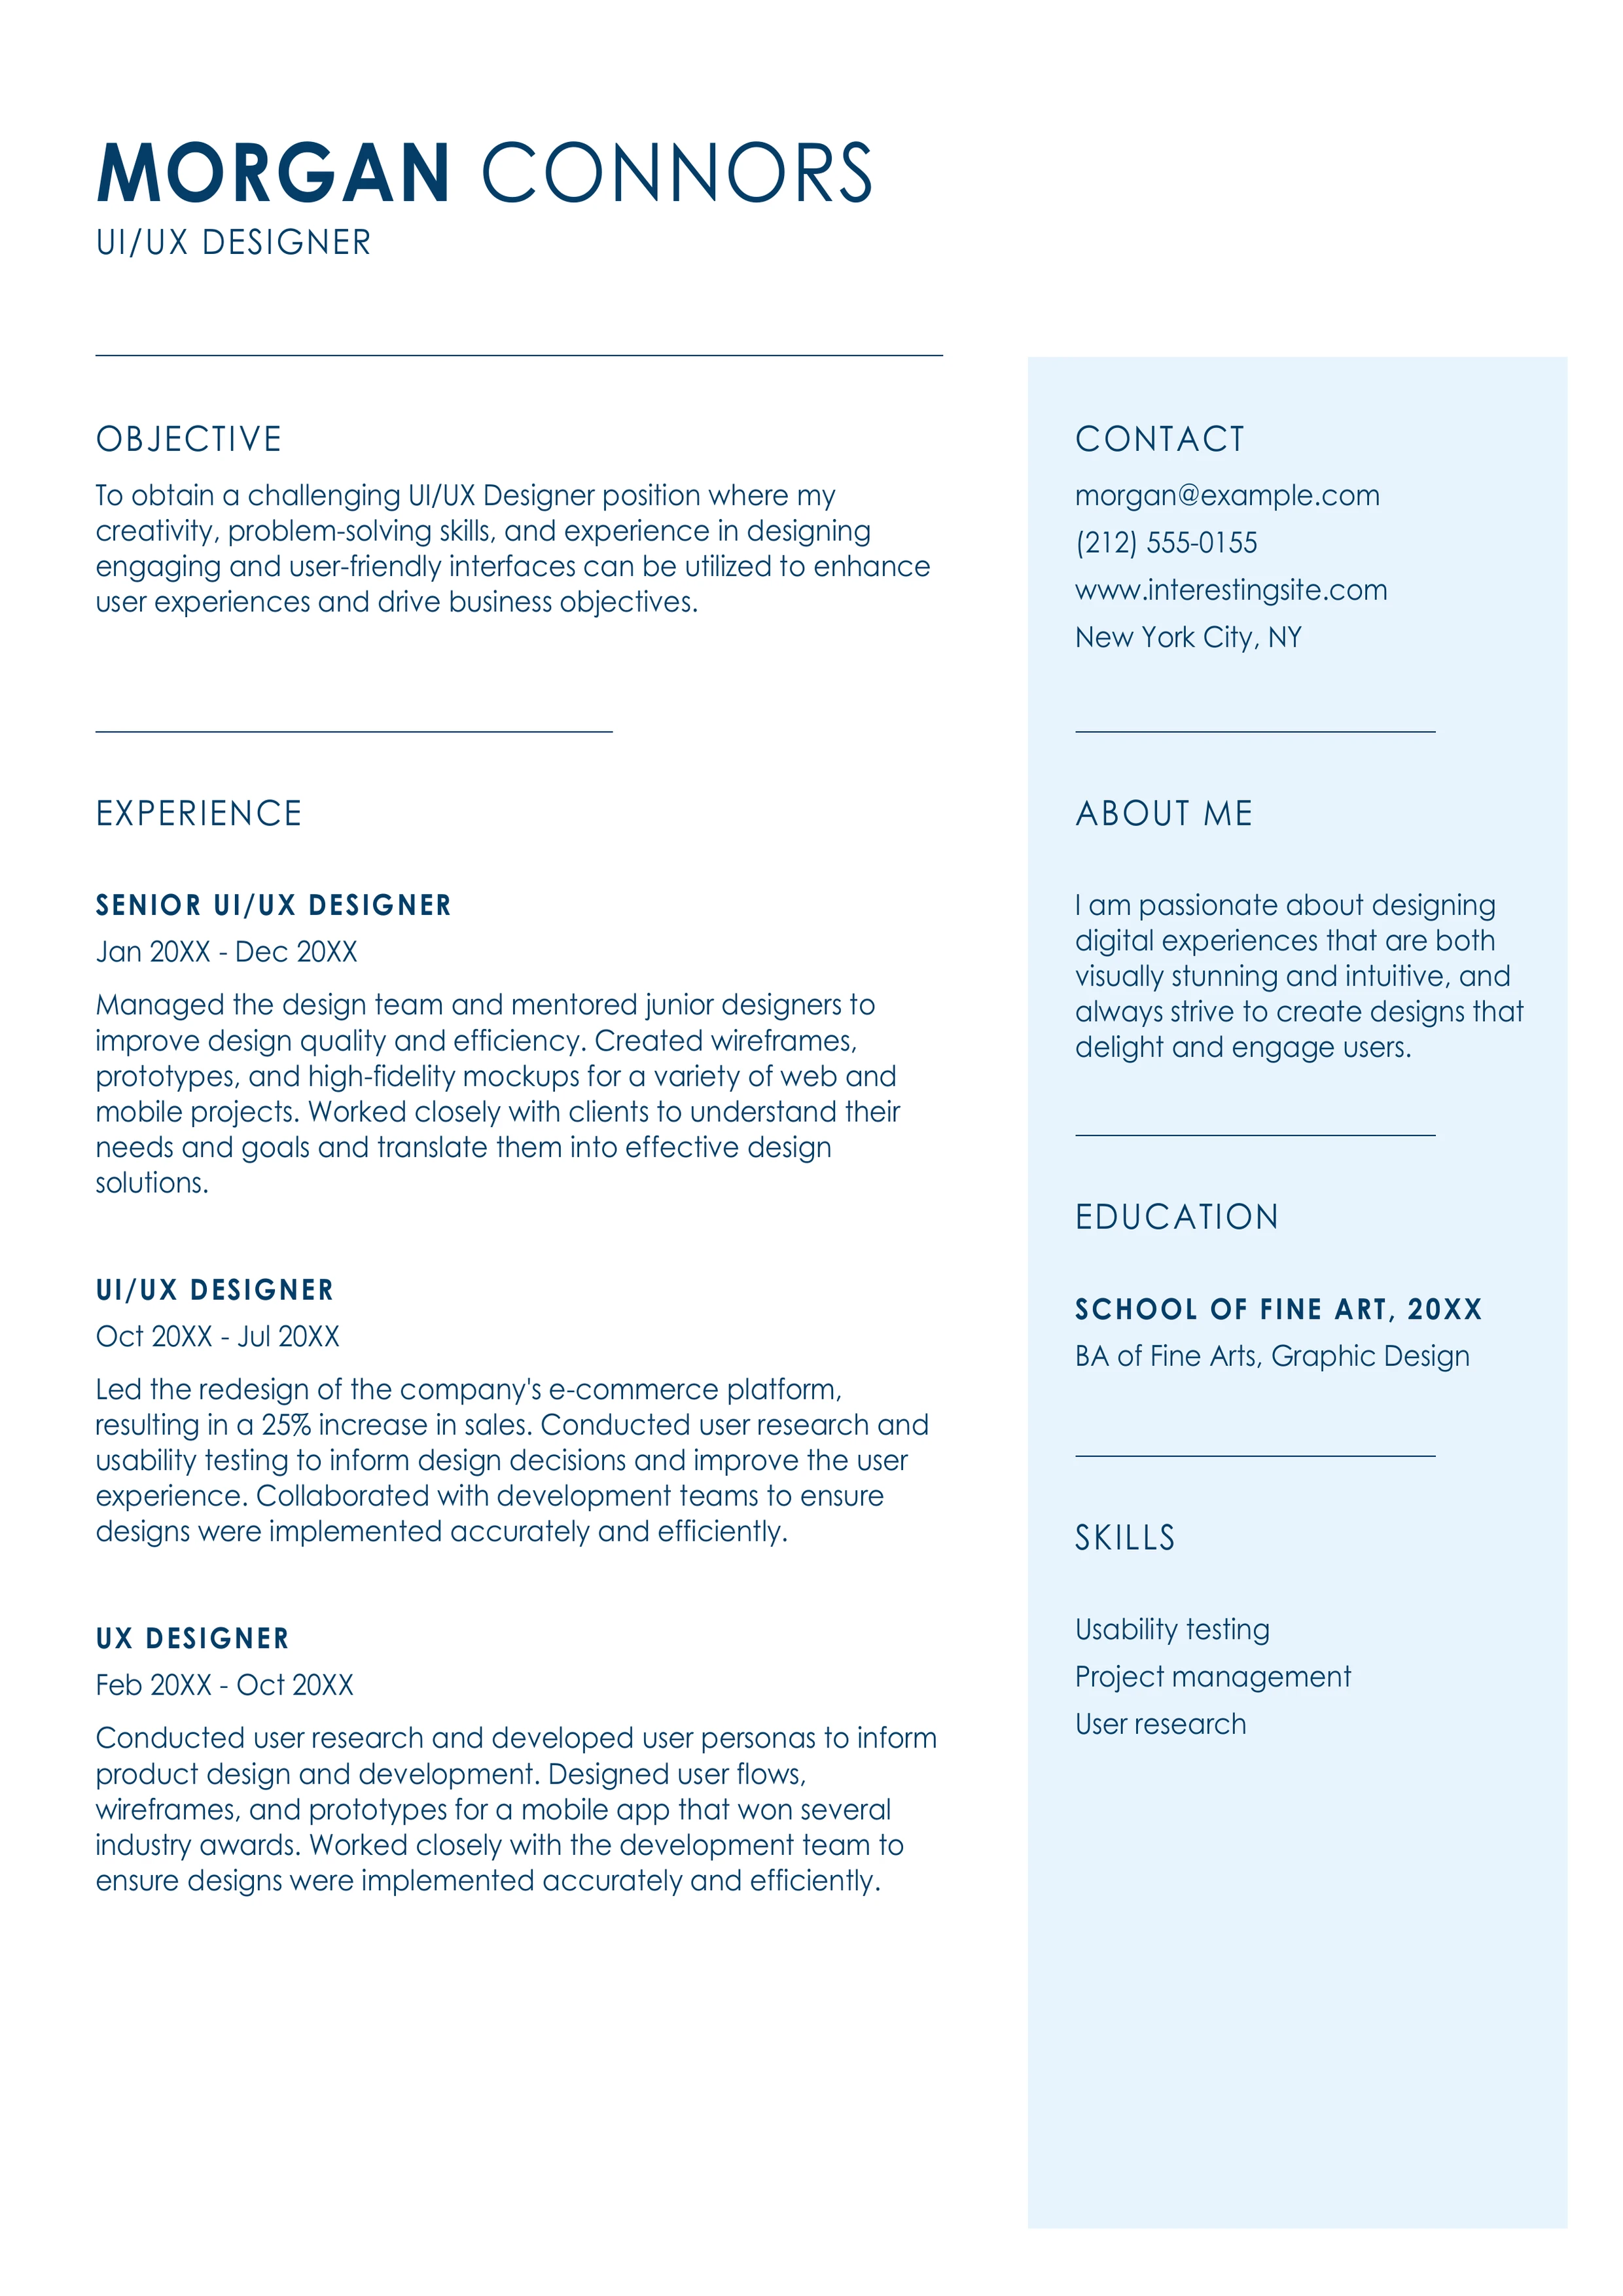 MORGAN CONNORS
UI/UX DESIGNER
OBJECTIVE
To obtain a challenging UI/UX Designer position where my
creativity, problem-solving skills, and experience in designing
engaging and user-friendly interfaces can be utilized to enhance
user experiences and drive business objectives.
EXPERIENCE
SENIOR UI/UX DESIGNER
Jan 20XX - Dec 20XX
Managed the design team and mentored junior designers to
improve design quality and efficiency. Created wireframes,
prototypes, and high-fidelity mockups for a variety of web and
mobile projects. Worked closely with clients to understand their
needs and goals and translate them into effective design
solutions.
UI/UX DESIGNER
Oct 20XX - Jul 20XX
Led the redesign of the company's e-commerce platform,
resulting in a 25% increase in sales. Conducted user research and
usability testing to inform design decisions and improve the user
experience. Collaborated with development teams to ensure
designs were implemented accurately and efficiently.
UX DESIGNER
Feb 20XX - Oct 20XX
Conducted user research and developed user personas to inform
product design and development. Designed user flows,
wireframes, and prototypes for a mobile app that won several
industry awards. Worked closely with the development team to
ensure designs were implemented accurately and efficiently.
CONTACT
morgan@example.com
(212) 555-0155
www.interestingsite.com
New York City, NY
ABOUT ME
I am passionate about designing
digital experiences that are both
visually stunning and intuitive, and
always strive to create designs that
delight and engage users.
EDUCATION
SCHOOL OF FINE ART, 20XX
BA of Fine Arts, Graphic Design
SKILLS
Usability testing
Project management
User research